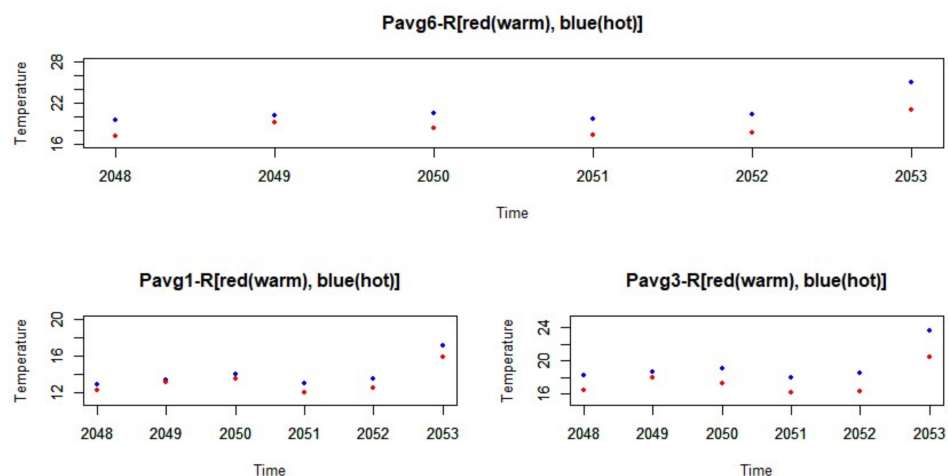 Pavg6-R[red(warm), blue(hot)]
Temperature
28
22
16
2048 2049 2050 2051 2052 2053
Time
Pavg1-R[red(warm), blue(hot)]
Temperature
20
16
12
2048 2049 2050 2051 2052 2053
Time
Pavg3-R[red(warm), blue(hot)]
Temperature
24
20
16
2048 2049 2050 2051 2052 2053
Time